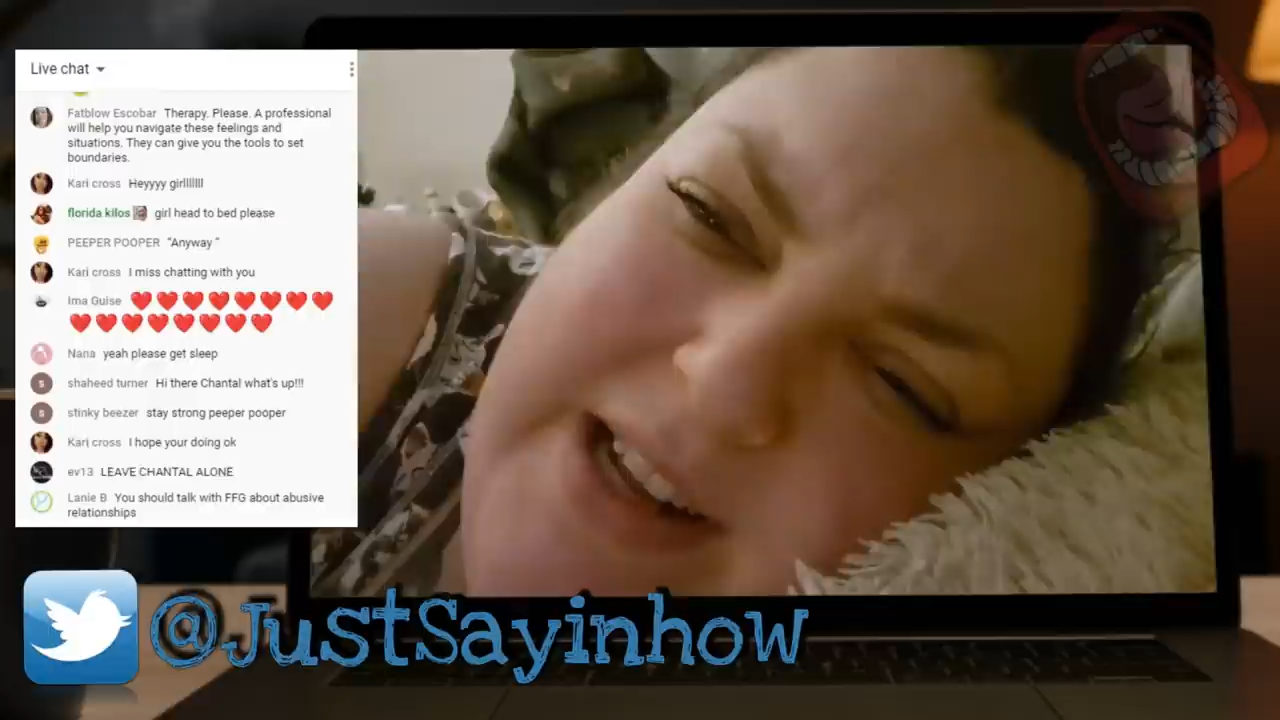 Live chat
Fatblow Escobar Therapy. Please. A professional
will help you navigate these feelings and
situations. They can give you the tools to set
boundaries.
Kari cross Heyyyy girlllllll
florida kilos girl head to bed please
PEEPER POOPER "Anyway "
Kari cross I miss chatting with you
Ima Guise ❤️❤️❤️❤️❤️❤️❤️❤️
❤️❤️❤️❤️❤️❤️❤️❤️
Nana yeah please get sleep
S shaheed turner Hi there Chantal what's up!!!
S stinky beezer stay strong peeper pooper
Kari cross I hope your doing ok
ev13 LEAVE CHANTAL ALONE
Lanie B You should talk with FFG about abusive
relationships
@JustSayinhow